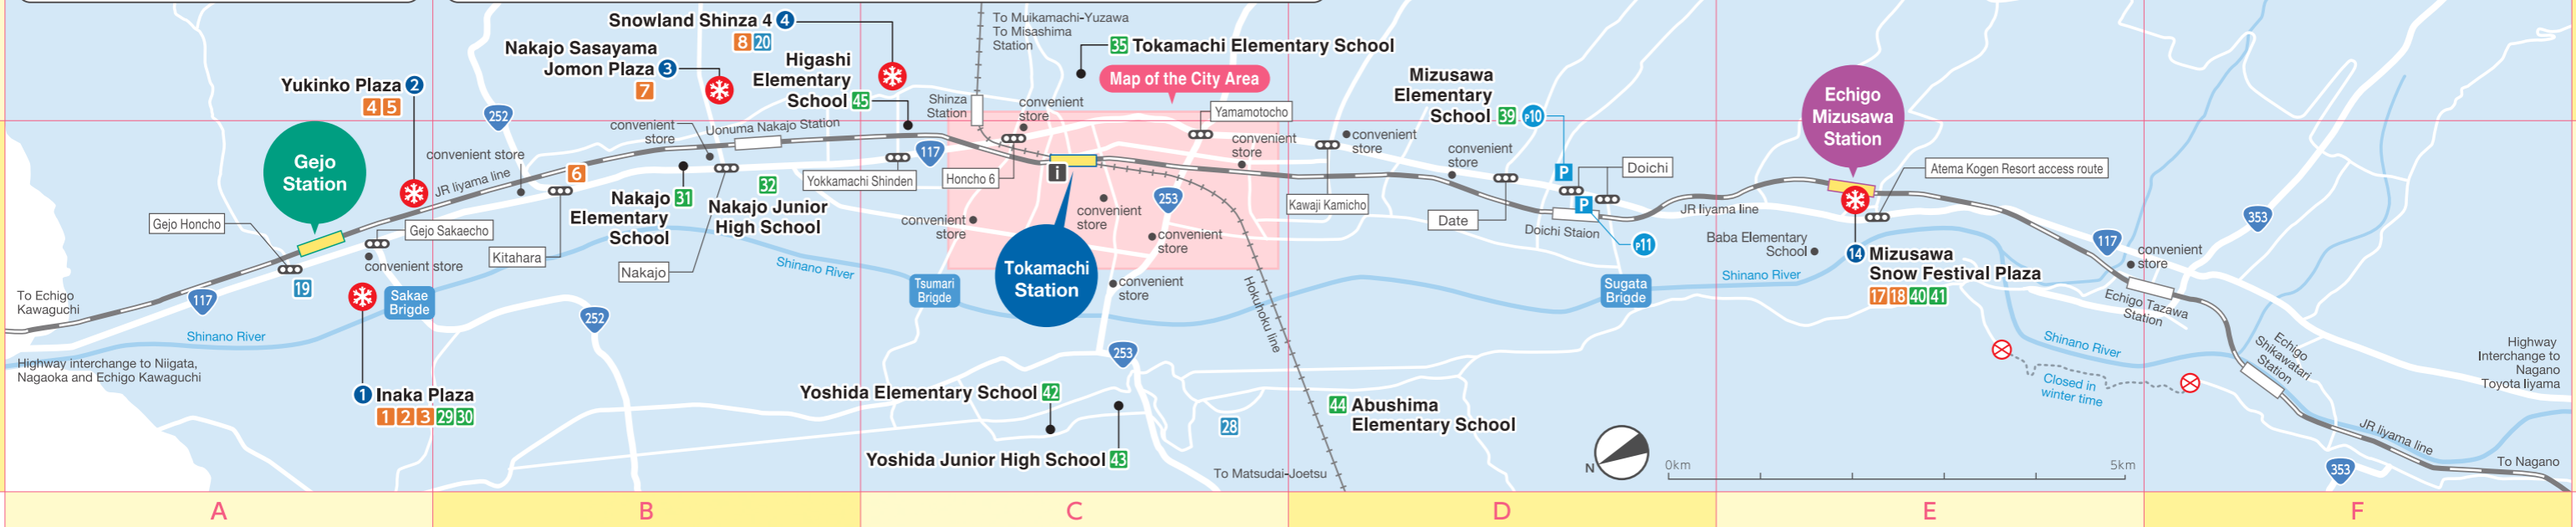 Snowland Shinza 4 4
8 20
Nakajo Sasayama
Jomon Plaza 3
7
Higashi
Elementary
School 45
Yukinko Plaza 2
4 5
To Muikamachi-Yuzawa
To Misashima
Station
35 Tokamachi Elementary School
Map of the City Area
Shinza
Station
convenient
store
Yamamotocho
Mizusawa
Elementary
School 39 P10
Echigo
Mizusawa
Station
252
convenient
store
Uonuma Nakajo Station
117
convenient
store
convenient
store
convenient
store
P
Doichi
Atema Kogen Resort access route
Gejo
Station
convenient store
JR Iiyama line
6
Yokkamachi Shinden
Honcho 6
i
Nakajo 31
Elementary
School
32
Nakajo Junior
High School
convenient
store
convenient
store
253
convenient
store
Kawaji Kamicho
Date
P
Doichi Staion
P11
JR Iiyama line
Baba Elementary
School
353
117
convenient
store
Gejo Honcho
Gejo Sakaecho
convenient store
Kitahara
Nakajo
19
117
To Echigo
Kawaguchi
Sakae
Brigde
252
Shinano River
Shinano River
Tsumari
Brigde
Tokamachi
Station
convenient
store
Hokuhoku line
Sugata
Brigde
Shinano River
14 Mizusawa
Snow Festival Plaza
17 18 40 41
Echigo Tazawa
Station
Shinano River
Closed in
winter time
Echigo
Shikawatari
Station
Highway
Interchange to
Nagano
Toyota Iiyama
Highway interchange to Niigata,
Nagaoka and Echigo Kawaguchi
1 Inaka Plaza
1 2 3 29 30
253
Yoshida Elementary School 42
28
44 Abushima
Elementary School
Yoshida Junior High School 43
To Matsudai-Joetsu
N
0km
5km
JR Iiyama line
353
To Nagano
A
B
C
D
E
F